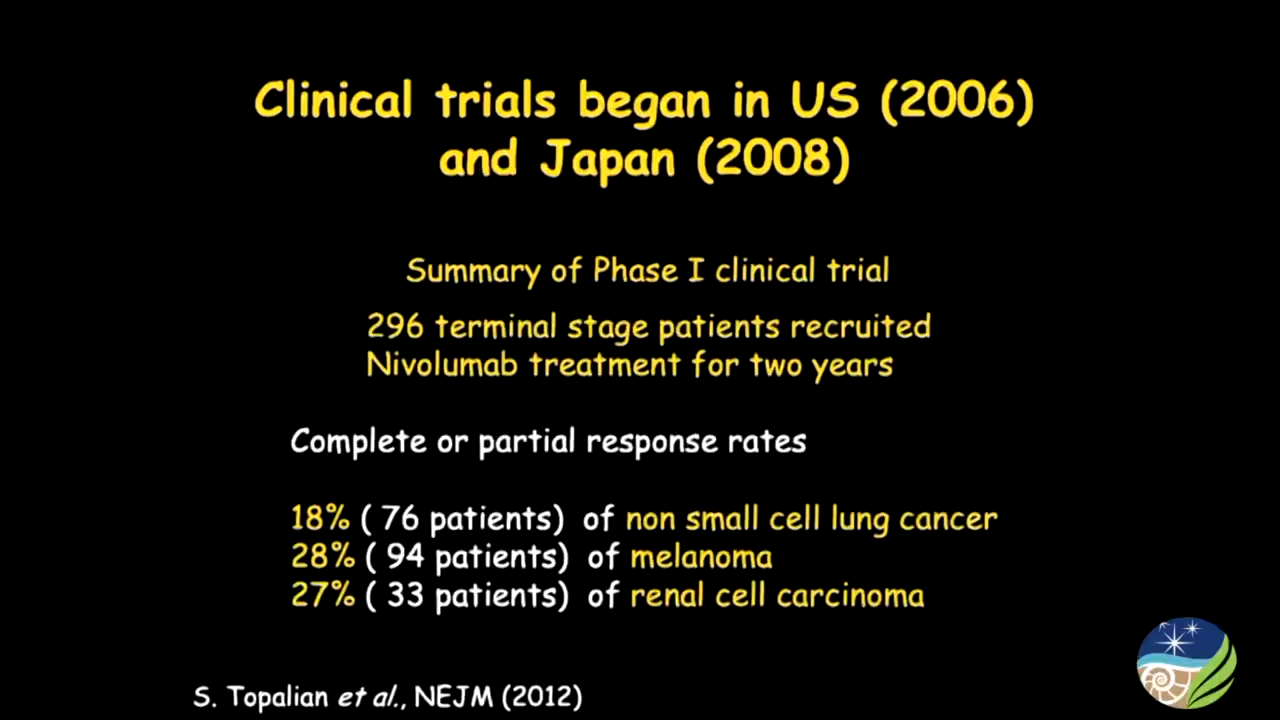 Clinical trials began in US (2006)
and Japan (2008)
Summary of Phase I clinical trial
296 terminal stage patients recruited
Nivolumab treatment for two years
Complete or partial response rates
18% ( 76 patients) of non small cell lung cancer
28% ( 94 patients) of melanoma
27% ( 33 patients) of renal cell carcinoma
S. Topalian et al., NEJM (2012)